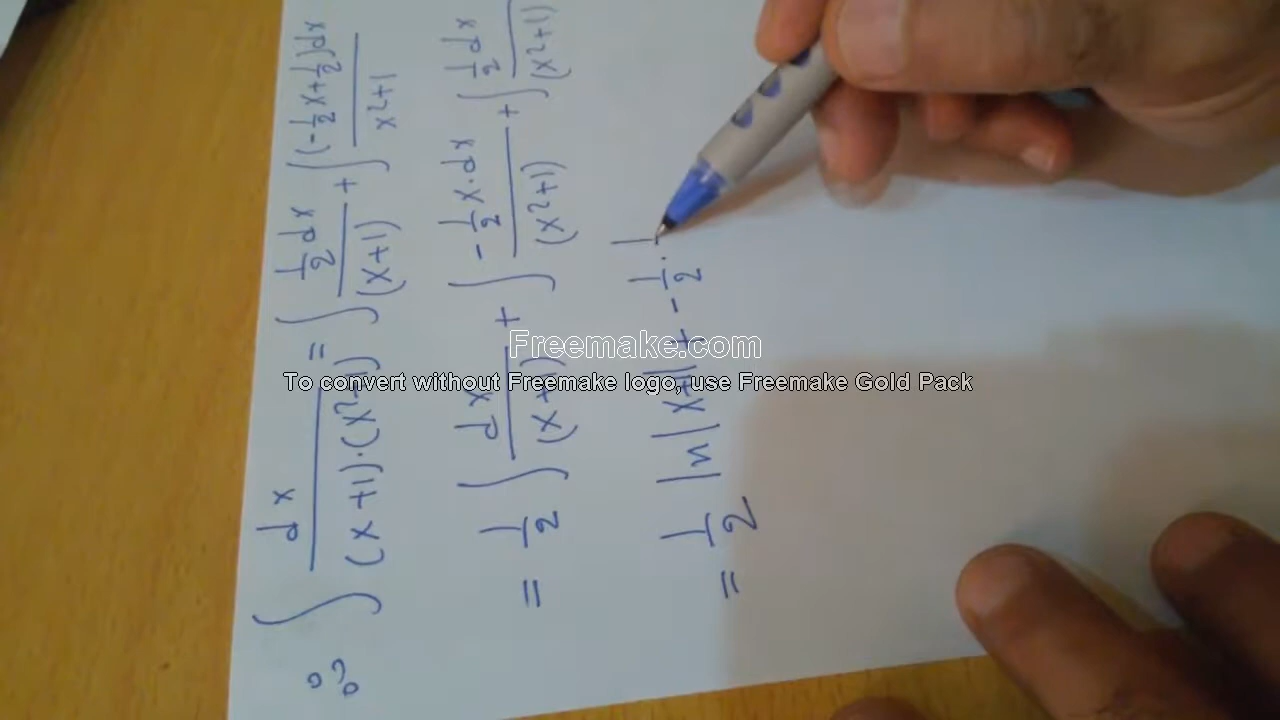 ∫ dx / (x+1)·(x²+1) = ∫ ½dx / (x+1) + ∫ (-½x+½)dx / x²+1
= ½ ∫ dx / (x+1) + ∫ -½x·dx / (x²+1) + ∫ ½dx / (x²+1)
= ½ ln|x+1| + -½·1
Freemake.com
To convert without Freemake logo, use Freemake Gold Pack